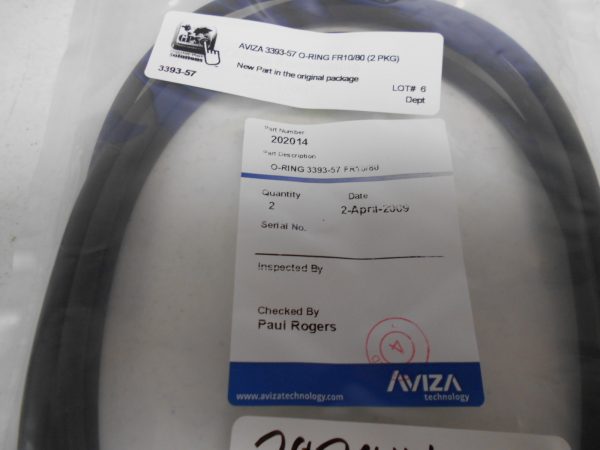 AVIZA 3393-57 O-RING FR10/80 (2 PKG)
New Part in the original package
3393-57
LOT# 6
Dept
Part Number
202014
Part Description
O-RING 3393-57 FR10/80
Quantity
Date
2
2-April-2009
Serial No.
Inspected By
Checked By
Paul Rogers
4
AVIZA
technology
www.avizatechnology.com